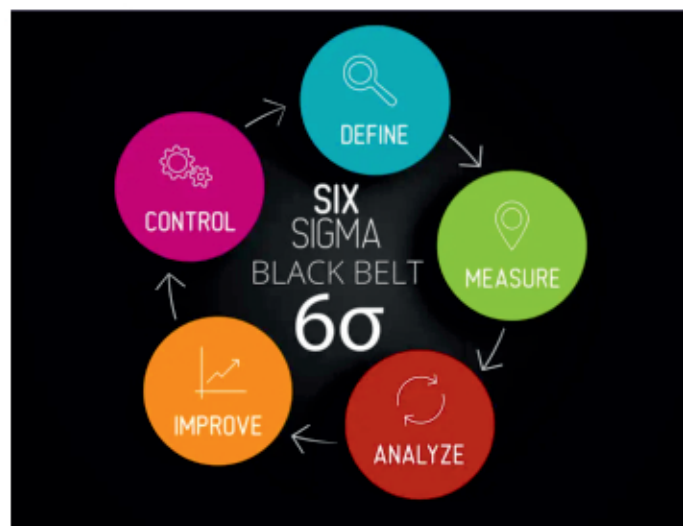 DEFINE
MEASURE
ANALYZE
IMPROVE
CONTROL
SIX
SIGMA
BLACK BELT
6σ